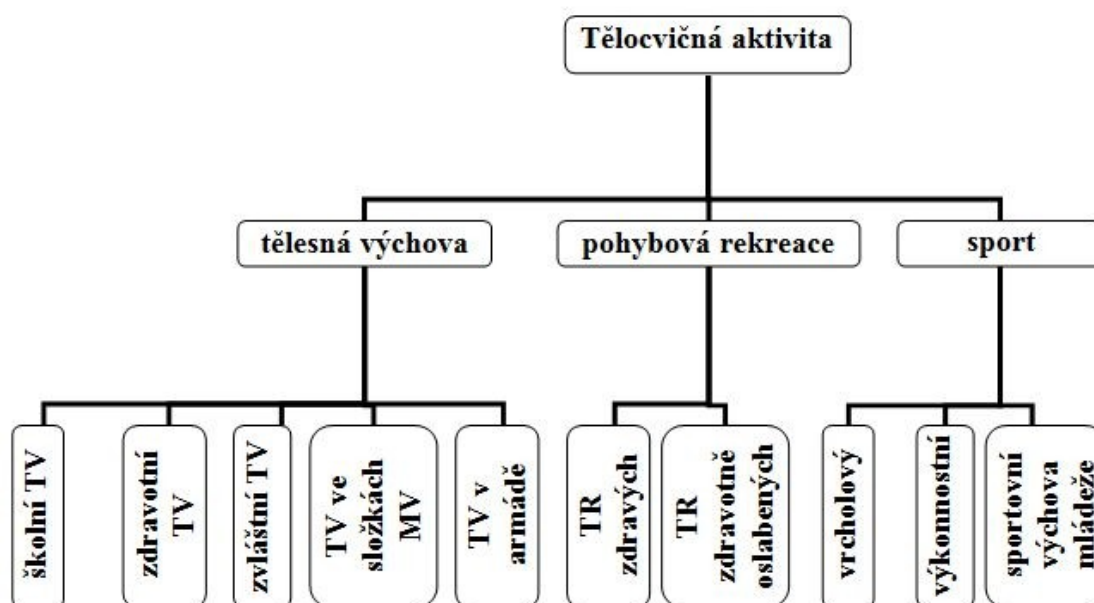 Tělocvičná aktivita
tělesná výchova
pohybová rekreace
sport
školní TV
zdravotní
TV
zvláštní TV
TV ve
složkách
MV
TV v
armádě
TR
zdravých
TR
zdravotně
oslabených
vrcholový
výkonnostní
sportovní
výchova
mládeže